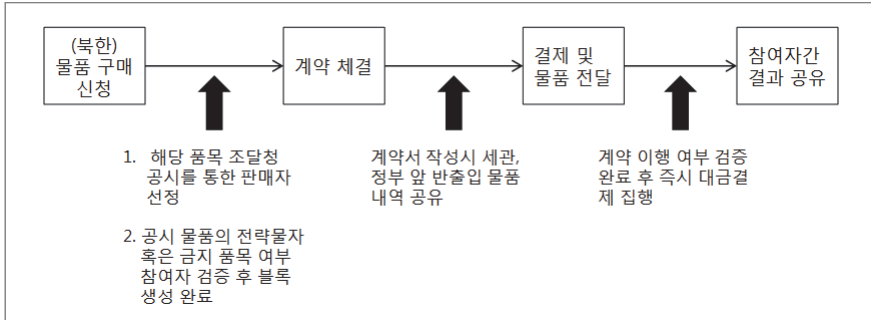 (북한)
물품 구매
신청
계약 체결
결제 및
물품 전달
참여자간
결과 공유
1. 해당 품목 조달청
공시를 통한 판매자
선정
2. 공시 물품의 전략물자
혹은 금지 품목 여부
참여자 검증 후 블록
생성 완료
계약서 작성시 세관,
정부 앞 반출입 물품
내역 공유
계약 이행 여부 검증
완료 후 즉시 대금결
제 집행